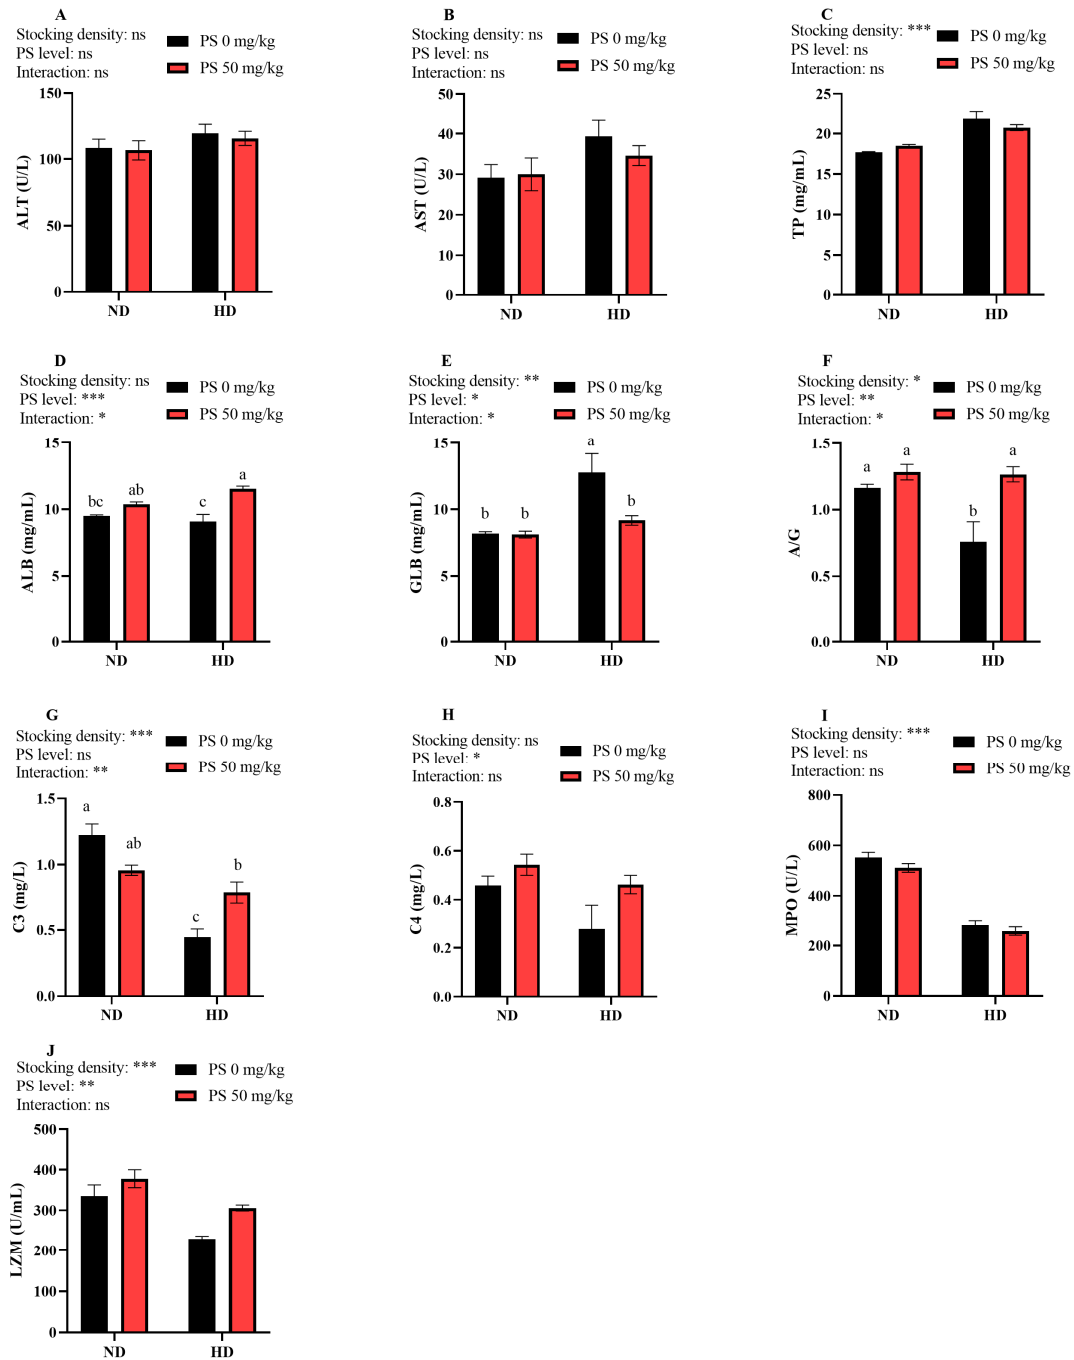 A
Stocking density: ns
PS level: ns
Interaction: ns
PS 0 mg/kg
PS 50 mg/kg
ALT (U/L)
150
100
50
0
ND HD
B
Stocking density: ns
PS level: ns
Interaction: ns
PS 0 mg/kg
PS 50 mg/kg
AST (U/L)
50
40
30
20
10
0
ND HD
C
Stocking density: ***
PS level: ns
Interaction: ns
PS 0 mg/kg
PS 50 mg/kg
TP (mg/mL)
25
20
15
10
5
0
ND HD
D
Stocking density: ns
PS level: ***
Interaction: *
PS 0 mg/kg
PS 50 mg/kg
ALB (mg/mL)
15
10
5
0
bc ab c a
ND HD
E
Stocking density: **
PS level: *
Interaction: *
PS 0 mg/kg
PS 50 mg/kg
GLB (mg/mL)
15
10
5
0
b b a b
ND HD
F
Stocking density: *
PS level: **
Interaction: *
PS 0 mg/kg
PS 50 mg/kg
A/G
1.5
1.0
0.5
0.0
a a b a
ND HD
G
Stocking density: ***
PS level: ns
Interaction: **
PS 0 mg/kg
PS 50 mg/kg
C3 (mg/L)
1.5
1.0
0.5
0.0
a ab c b
ND HD
H
Stocking density: ns
PS level: *
Interaction: ns
PS 0 mg/kg
PS 50 mg/kg
C4 (mg/L)
0.8
0.6
0.4
0.2
0.0
ND HD
I
Stocking density: ***
PS level: ns
Interaction: ns
PS 0 mg/kg
PS 50 mg/kg
MPO (U/L)
800
600
400
200
0
ND HD
J
Stocking density: ***
PS level: **
Interaction: ns
PS 0 mg/kg
PS 50 mg/kg
LZM (U/mL)
500
400
300
200
100
0
ND HD